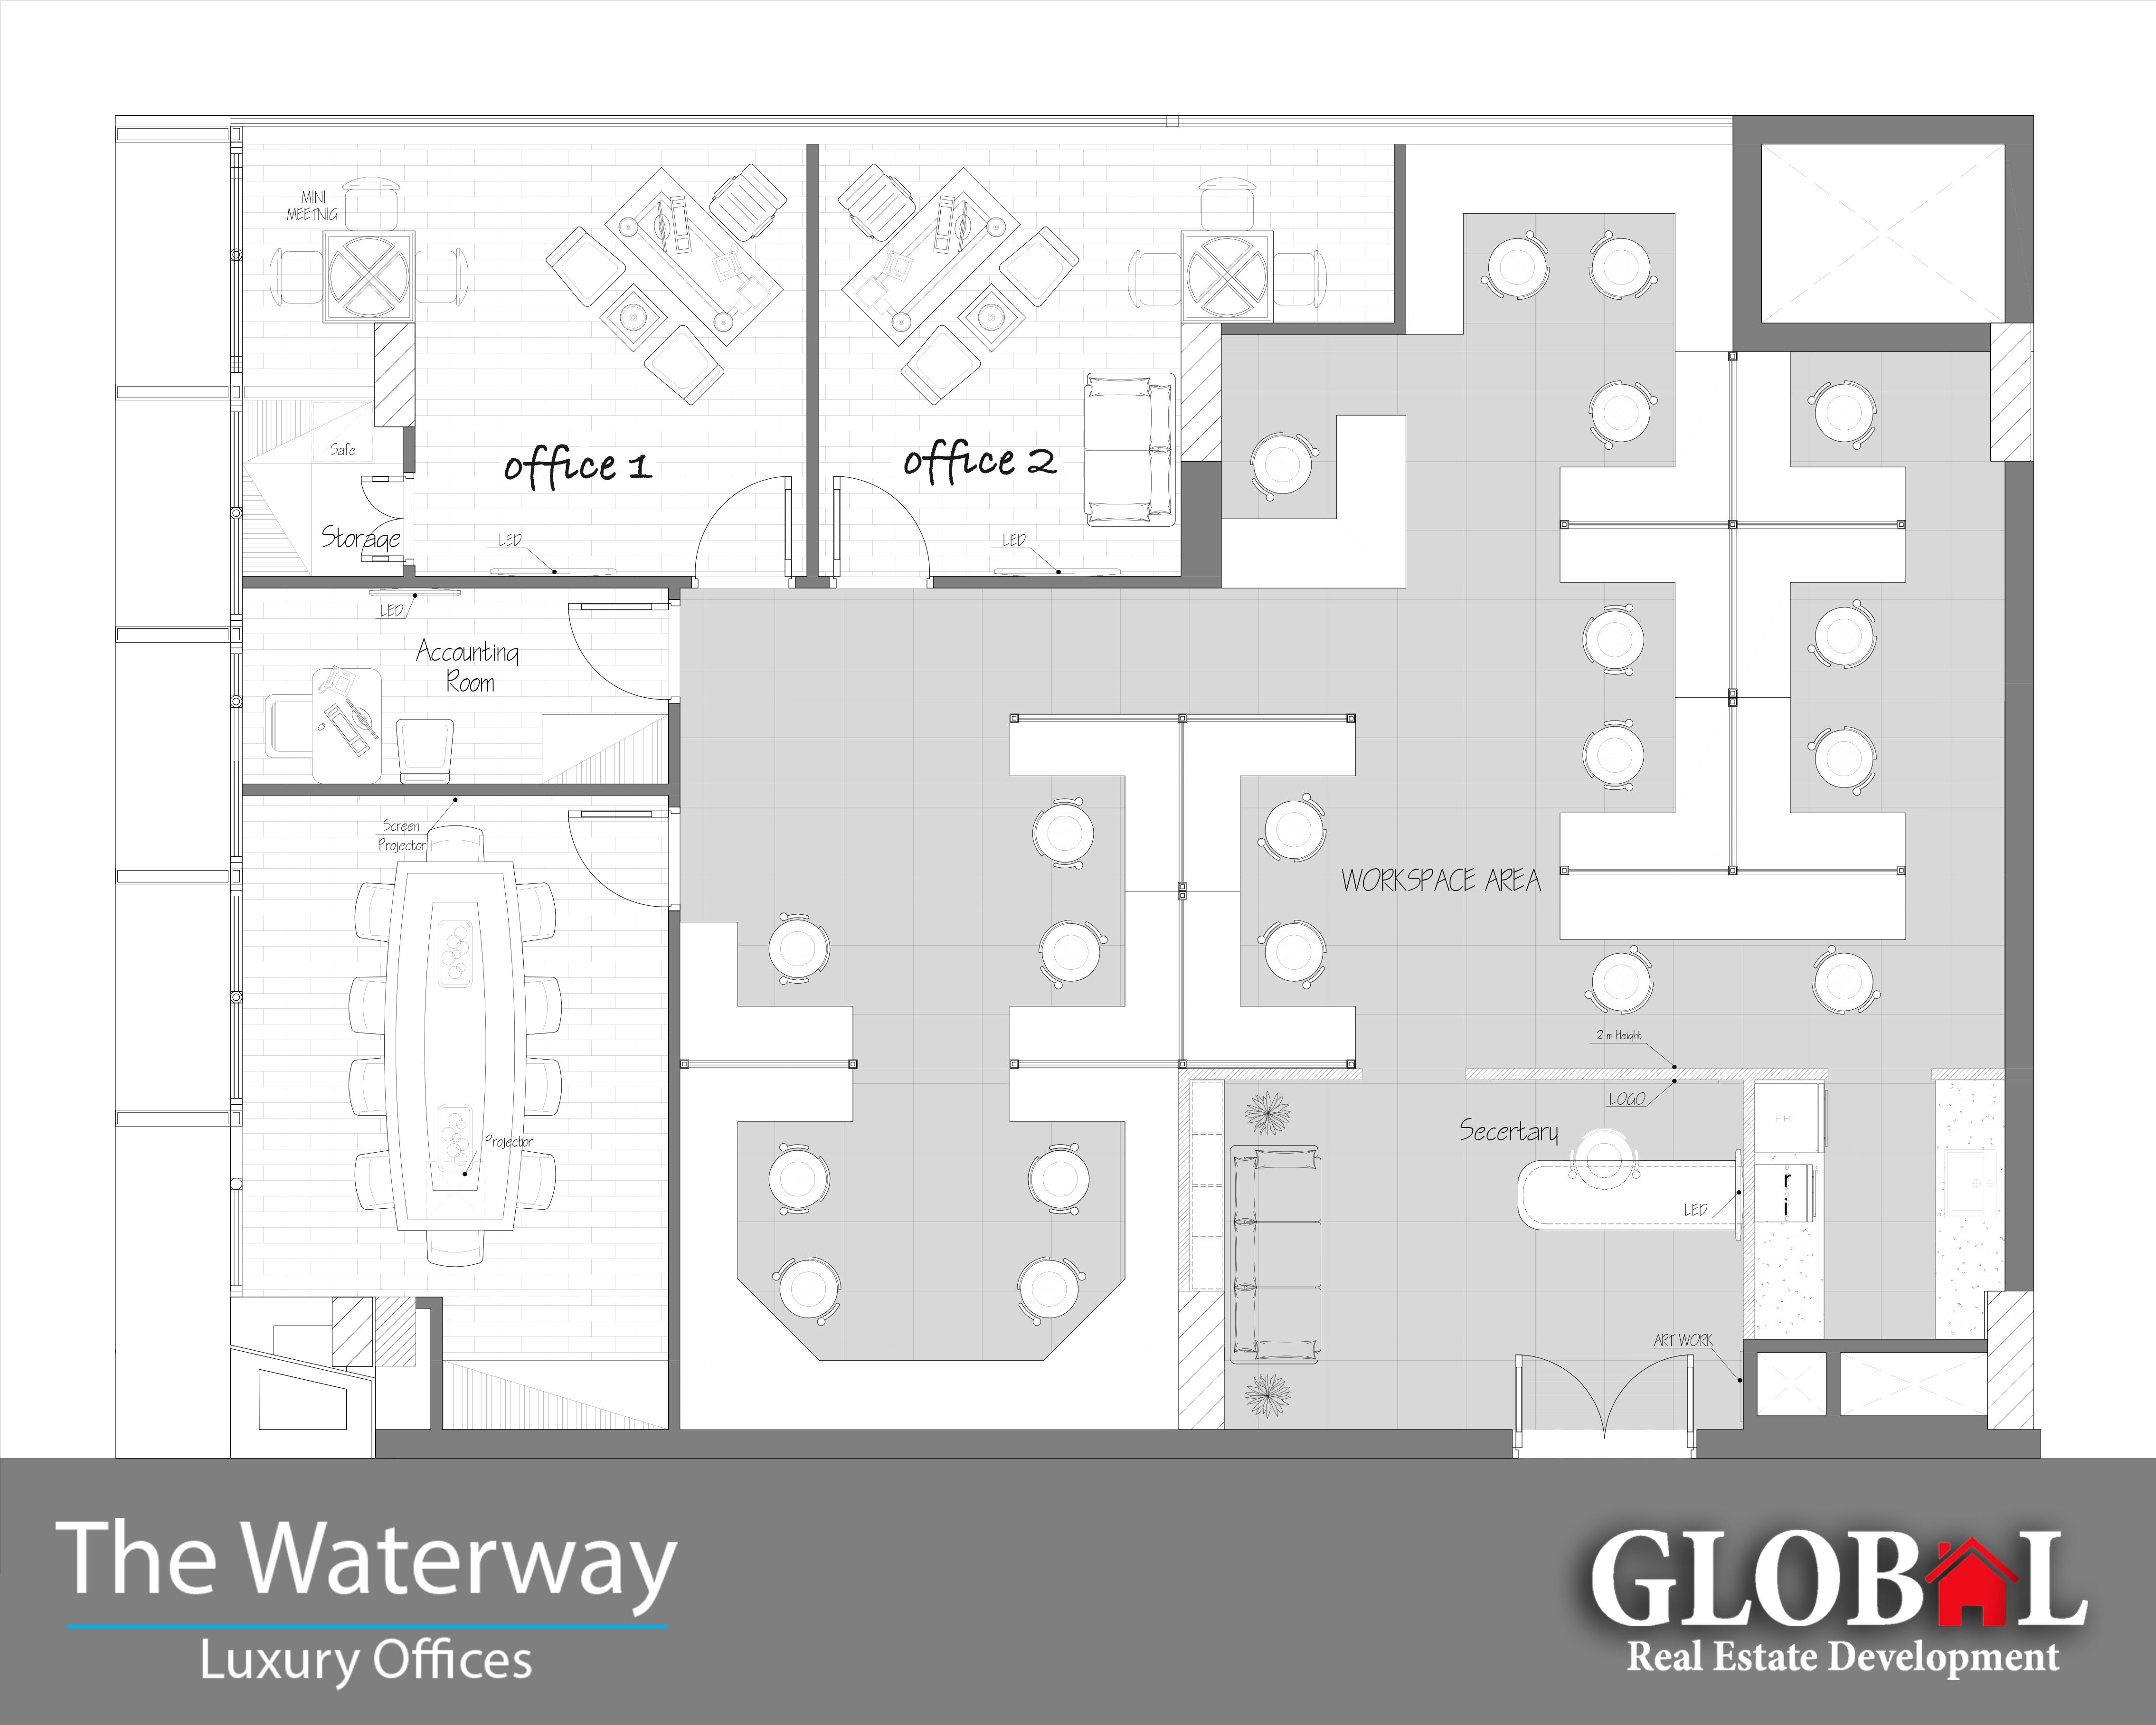 MINI
MEETNIG
office 1
office 2
Safe
Storage
LED
LED
LED
Accounting
Room
Screen
Projector
WORKSPACE AREA
2 m Height
LOGO
Secertary
FRI
Projector
r
i
LED
ART WORK
The Waterway
Luxury Offices
GLOBAL
Real Estate Development